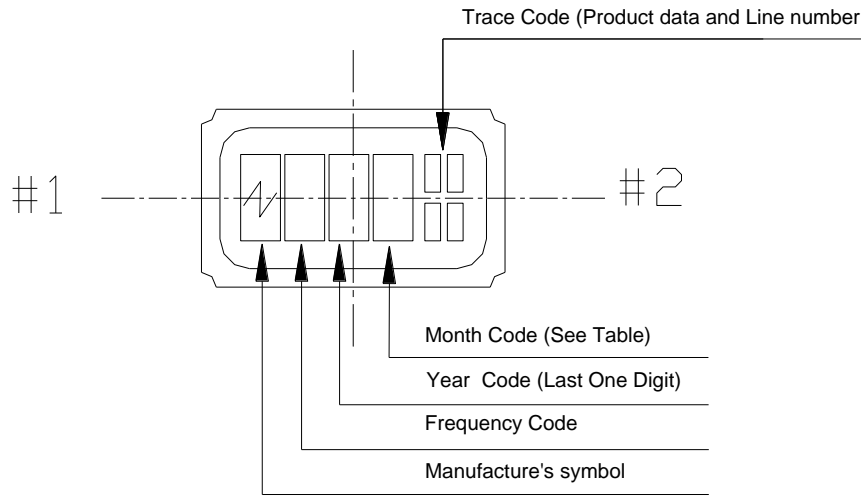 Trace Code (Product data and Line number
#1
#2
Month Code (See Table)
Year Code (Last One Digit)
Frequency Code
Manufacture's symbol